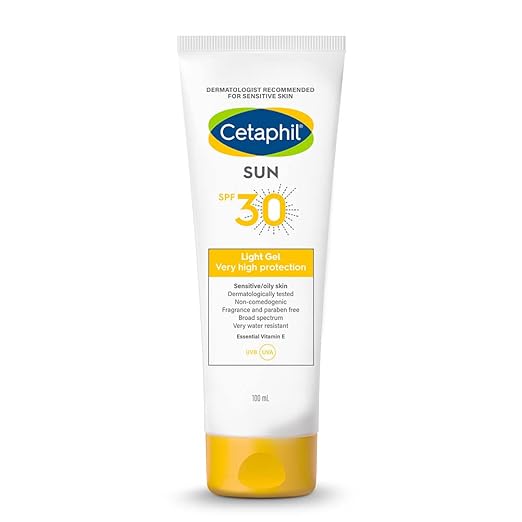 DERMATOLOGIST RECOMMENDED
FOR SENSITIVE SKIN
Cetaphil®
SUN
SPF 30
Light Gel
Very high protection
Sensitive/oily skin
Dermatologically tested
Non-comedogenic
Fragrance and paraben free
Broad spectrum
Very water resistant
Essential Vitamin E
UVB UVA
100 mL